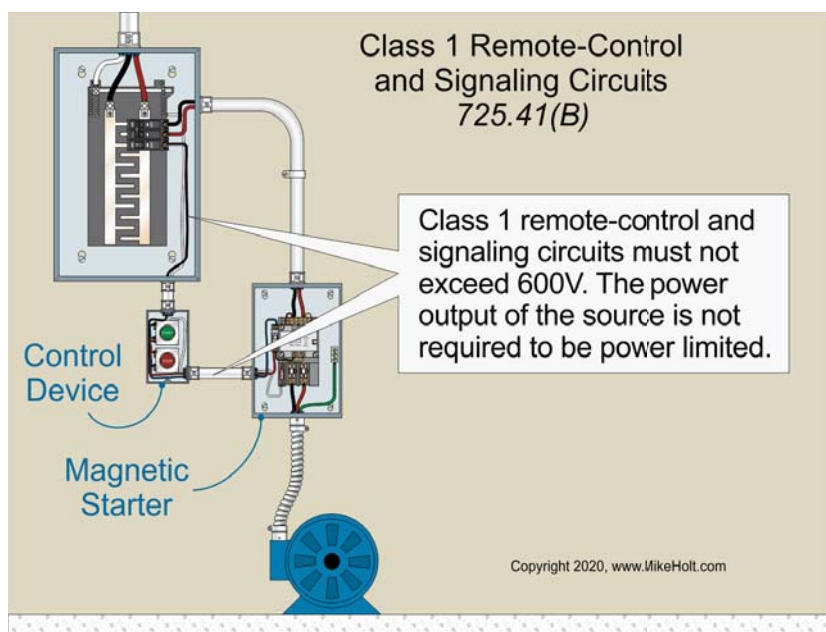 Class 1 Remote-Control
and Signaling Circuits
725.41(B)
Class 1 remote-control and
signaling circuits must not
exceed 600V. The power
output of the source is not
required to be power limited.
Control
Device
Magnetic
Starter
Copyright 2020, www.MikeHolt.com